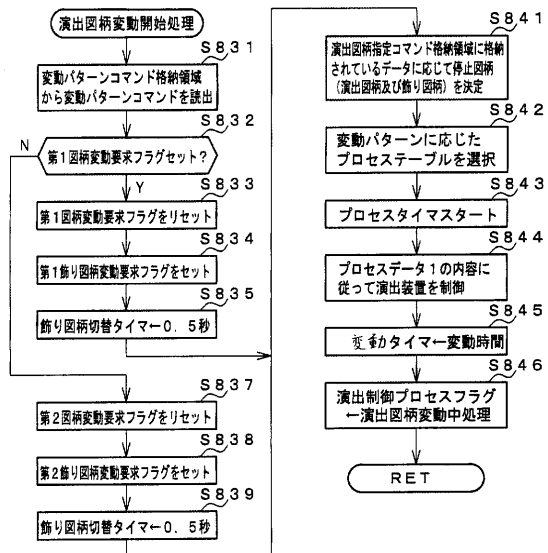 演出図柄変動開始処理
S831
変動パターンコマンド格納領域
から変動パターンコマンドを読出
S832
N
第1図柄変動要求フラグセット？
Y
S833
第1図柄変動要求フラグをリセット
S834
第1飾り図柄変動要求フラグをセット
S835
飾り図柄切替タイマ←0．5秒
S837
第2図柄変動要求フラグをリセット
S838
第2飾り図柄変動要求フラグをセット
S839
飾り図柄切替タイマ←0．5秒
S841
演出図柄指定コマンド格納領域に格納
されているデータに応じて停止図柄
（演出図柄及び飾り図柄）を決定
S842
変動パターンに応じた
プロセステーブルを選択
S843
プロセスタイマスタート
S844
プロセスデータ1の内容に
従って演出装置を制御
S845
変動タイマ←変動時間
S846
演出制御プロセスフラグ
←演出図柄変動中処理
RET